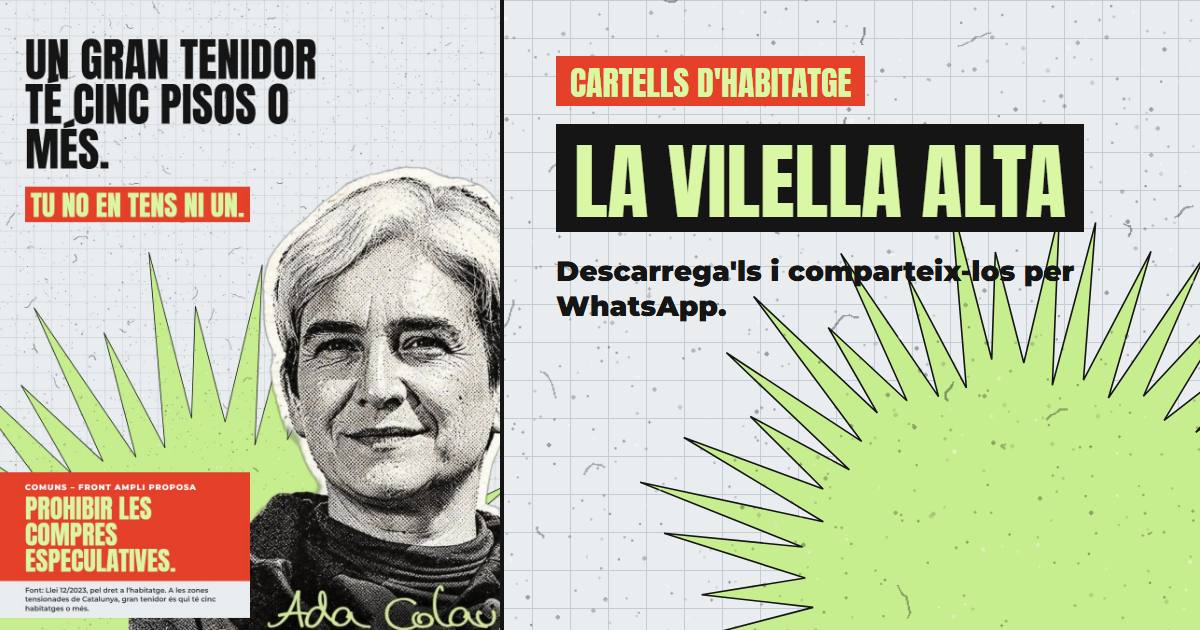 UN GRAN TENIDOR
TÉ CINC PISOS O
MÉS.
TU NO EN TENS NI UN.
COMUNS – FRONT AMPLI PROPOSA
PROHIBIR LES
COMPRES
ESPECULATIVES.
Font: Llei 12/2023, pel dret a l'habitatge. A les zones
tensionades de Catalunya, gran tenidor és qui té cinc
habitatges o més.
Ada Colau
CARTELLS D'HABITATGE
LA VILELLA ALTA
Descarrega'ls i comparteix-los per
WhatsApp.